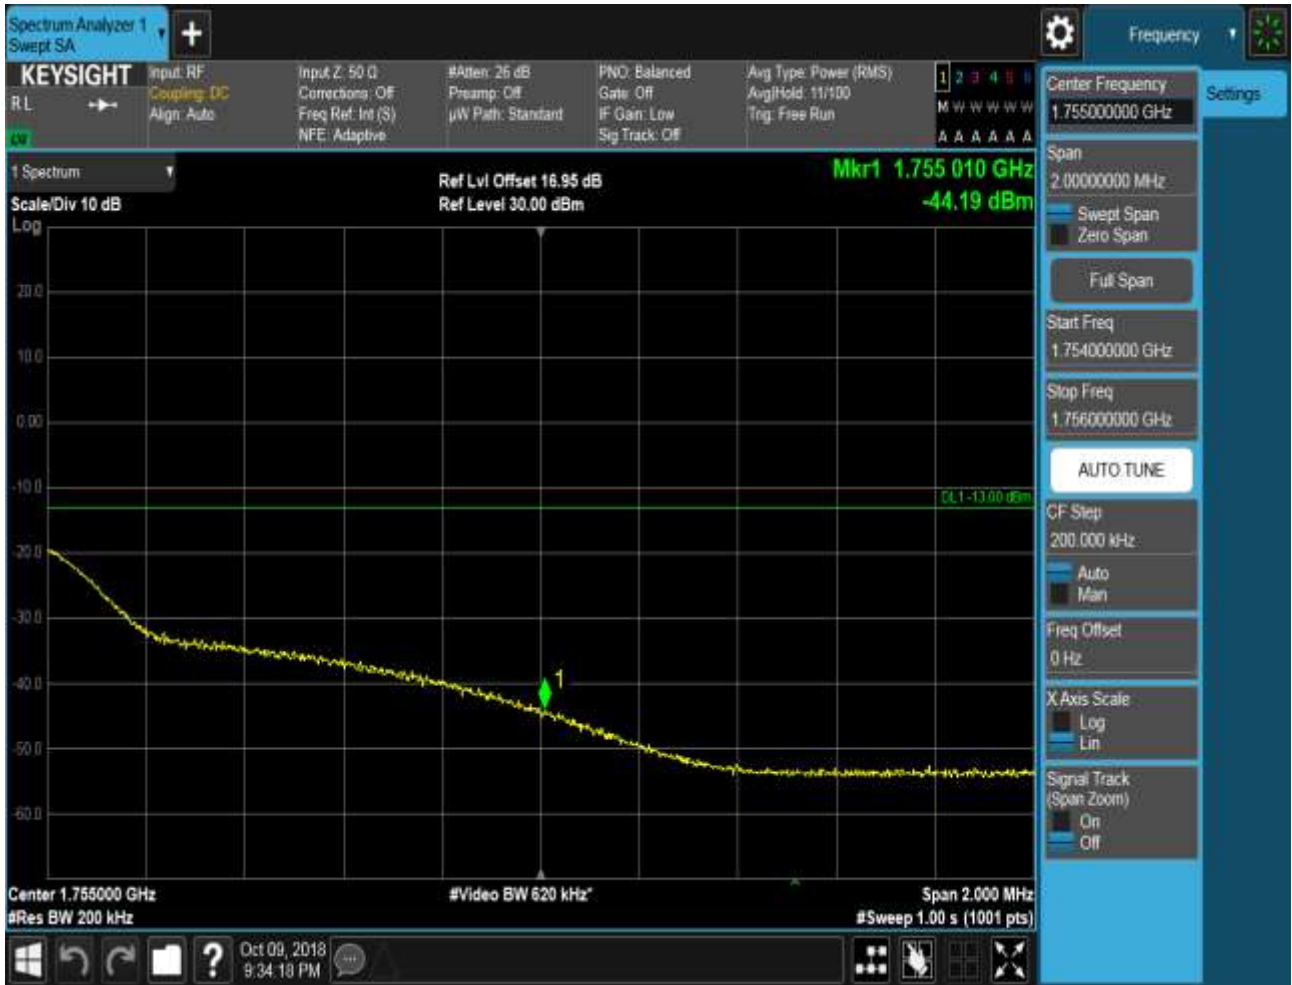 Spectrum Analyzer 1
Swept SA
+
Frequency
KEYSIGHT
RL
Input: RF
Coupling: DC
Align: Auto
Input Z: 50 Ω
Corrections: Off
Freq Ref: Int (S)
NFE: Adaptive
#Atten: 26 dB
Preamp: Off
µW Path: Standard
PNO: Balanced
Gate: Off
IF Gain: Low
Sig Track: Off
Avg Type: Power (RMS)
Avg|Hold: 11/100
Trig: Free Run
1 2 3 4 5 6
M W W W W W
A A A A A A
1 Spectrum
Scale/Div 10 dB
Log
Ref Lvl Offset 16.95 dB
Ref Level 30.00 dBm
Mkr1 1.755 010 GHz
-44.19 dBm
20.0
10.0
0.00
-10.0
DL1 -13.00 dBm
-20.0
-30.0
-40.0
1
-50.0
-60.0
Center 1.755000 GHz
#Res BW 200 kHz
#Video BW 620 kHz*
Span 2.000 MHz
#Sweep 1.00 s (1001 pts)
Oct 09, 2018
9:34:18 PM
?
Center Frequency
1.755000000 GHz
Settings
Span
2.00000000 MHz
Swept Span
Zero Span
Full Span
Start Freq
1.754000000 GHz
Stop Freq
1.756000000 GHz
AUTO TUNE
CF Step
200.000 kHz
Auto
Man
Freq Offset
0 Hz
X Axis Scale
Log
Lin
Signal Track
(Span Zoom)
On
Off